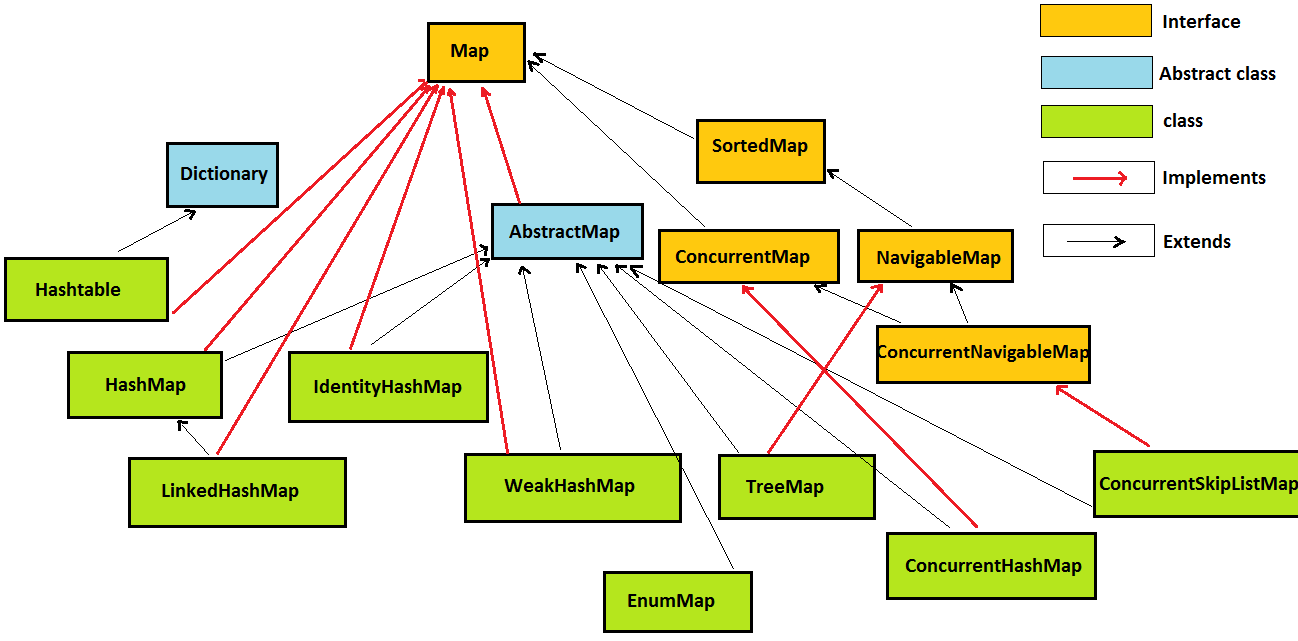 Map
Interface
Abstract class
class
SortedMap
Dictionary
Implements
AbstractMap
ConcurrentMap
NavigableMap
Extends
Hashtable
ConcurrentNavigableMap
HashMap
IdentityHashMap
LinkedHashMap
WeakHashMap
TreeMap
ConcurrentSkipListMap
ConcurrentHashMap
EnumMap